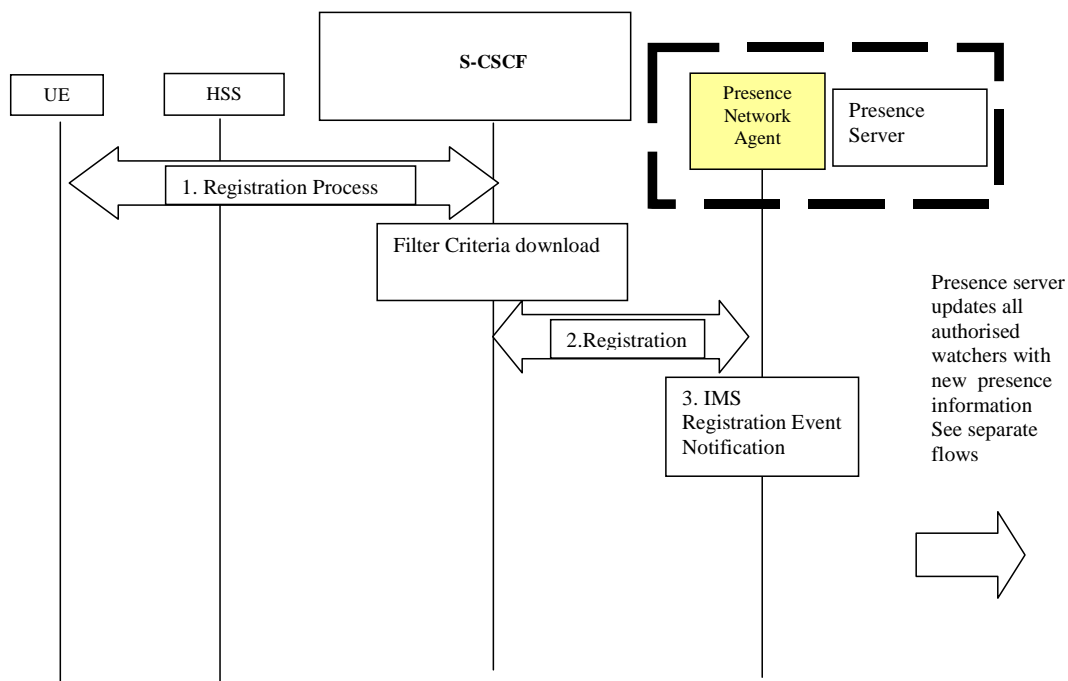 S-CSCF
UE
HSS
Presence
Network
Agent
Presence
Server
1. Registration Process
Filter Criteria download
2.Registration
3. IMS
Registration Event
Notification
Presence server
updates all
authorised
watchers with
new presence
information
See separate
flows